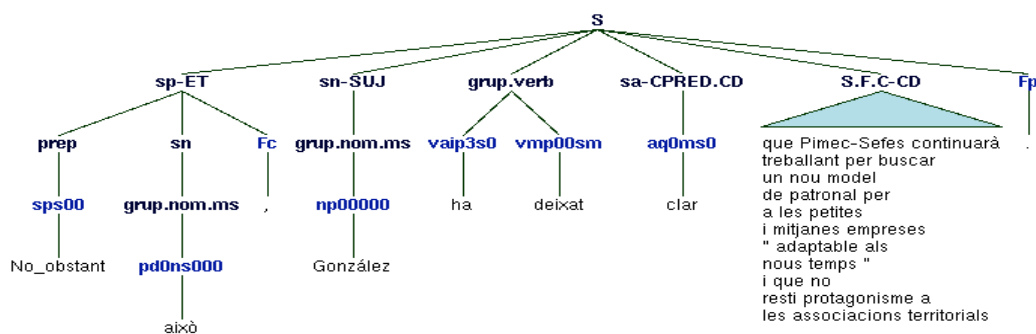 S
sp-ET sn-SUJ grup.verb sa-CPRED.CD S.F.C-CD Fp
prep sn Fc grup.nom.ms vaip3s0 vmp00sm aq0ms0 que Pimec-Sefes continuarà .
treballant per buscar
un nou model
de patronal per
sps00 grup.nom.ms , np00000 ha deixat clar a les petites
i mitjanes empreses
" adaptable als
No_obstant pd0ns000 González nous temps "
i que no
resti protagonisme a
les associacions territorials
això